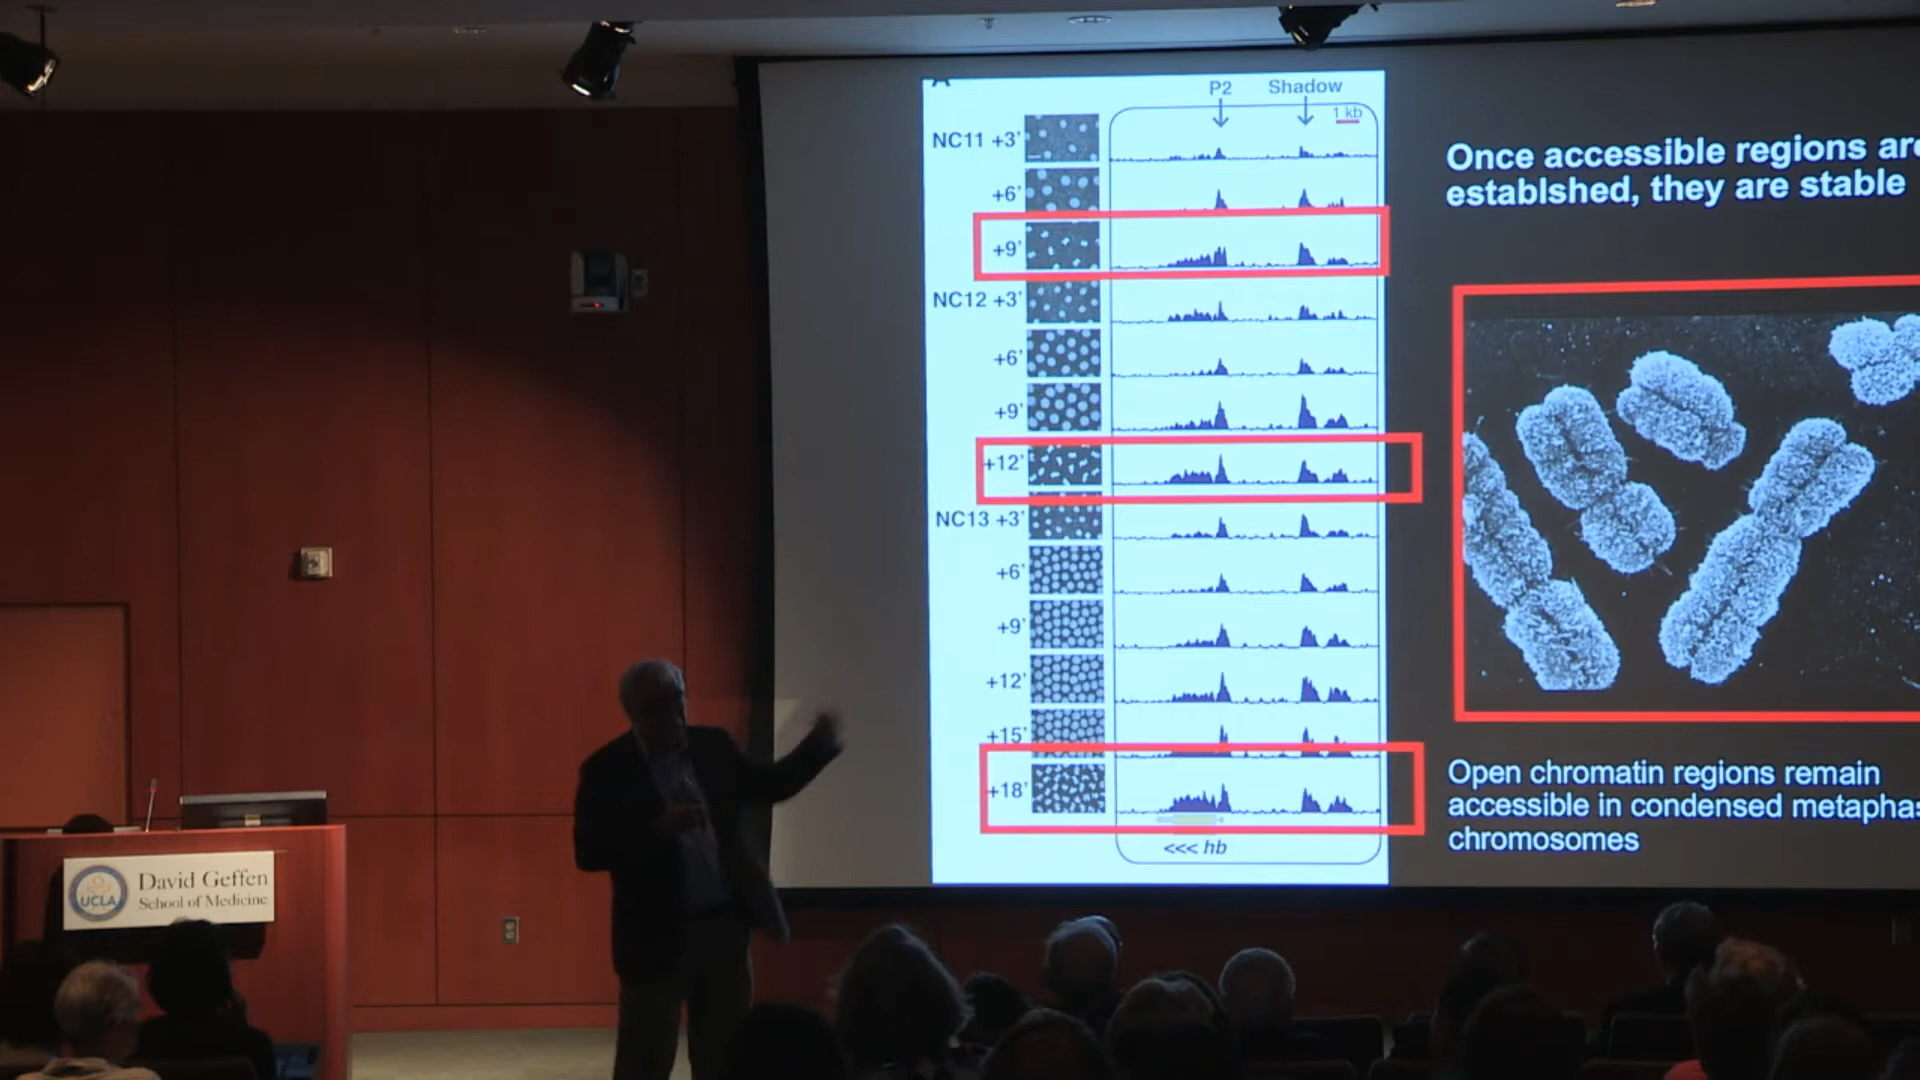 P2 Shadow
1 kb
NC11 +3'
+6'
+9'
NC12 +3'
+6'
+9'
+12'
NC13 +3'
+6'
+9'
+12'
+15'
+18'
<<< hb
Once accessible regions are
establshed, they are stable
Open chromatin regions remain
accessible in condensed metaphas
chromosomes
David Geffen
School of Medicine
UCLA